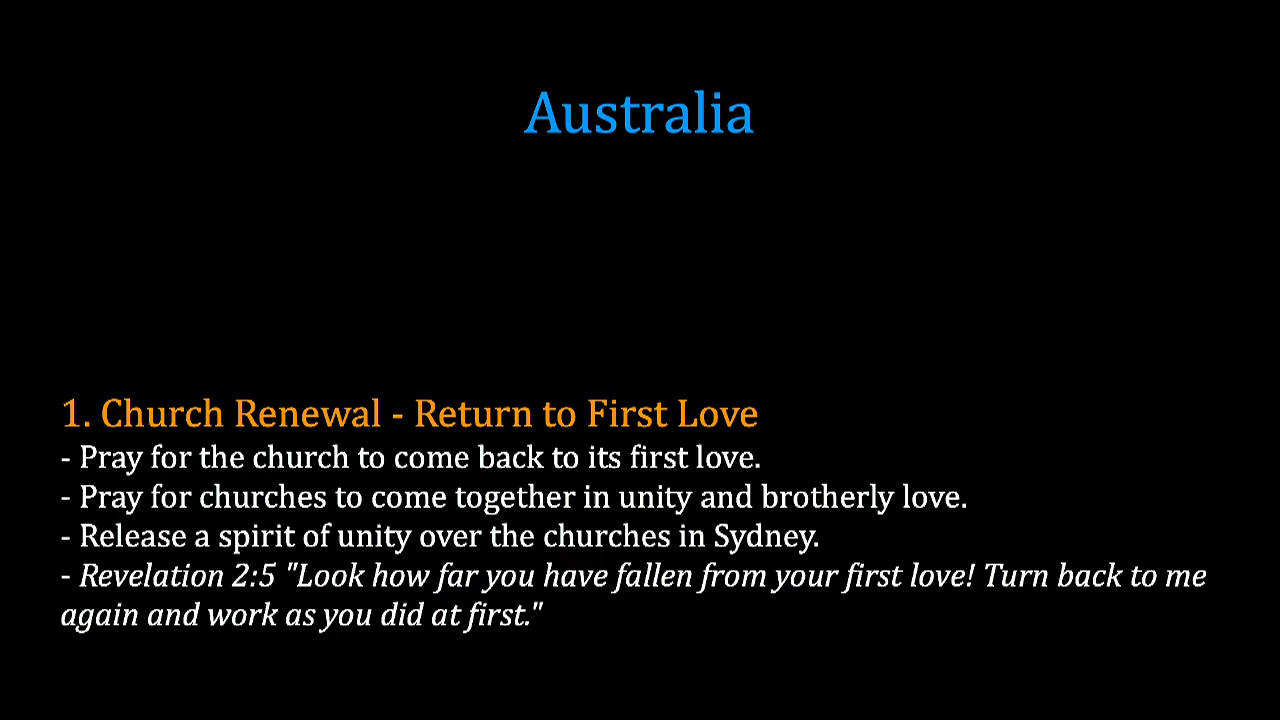 Australia
1. Church Renewal - Return to First Love
- Pray for the church to come back to its first love.
- Pray for churches to come together in unity and brotherly love.
- Release a spirit of unity over the churches in Sydney.
- Revelation 2:5 "Look how far you have fallen from your first love! Turn back to me
again and work as you did at first."